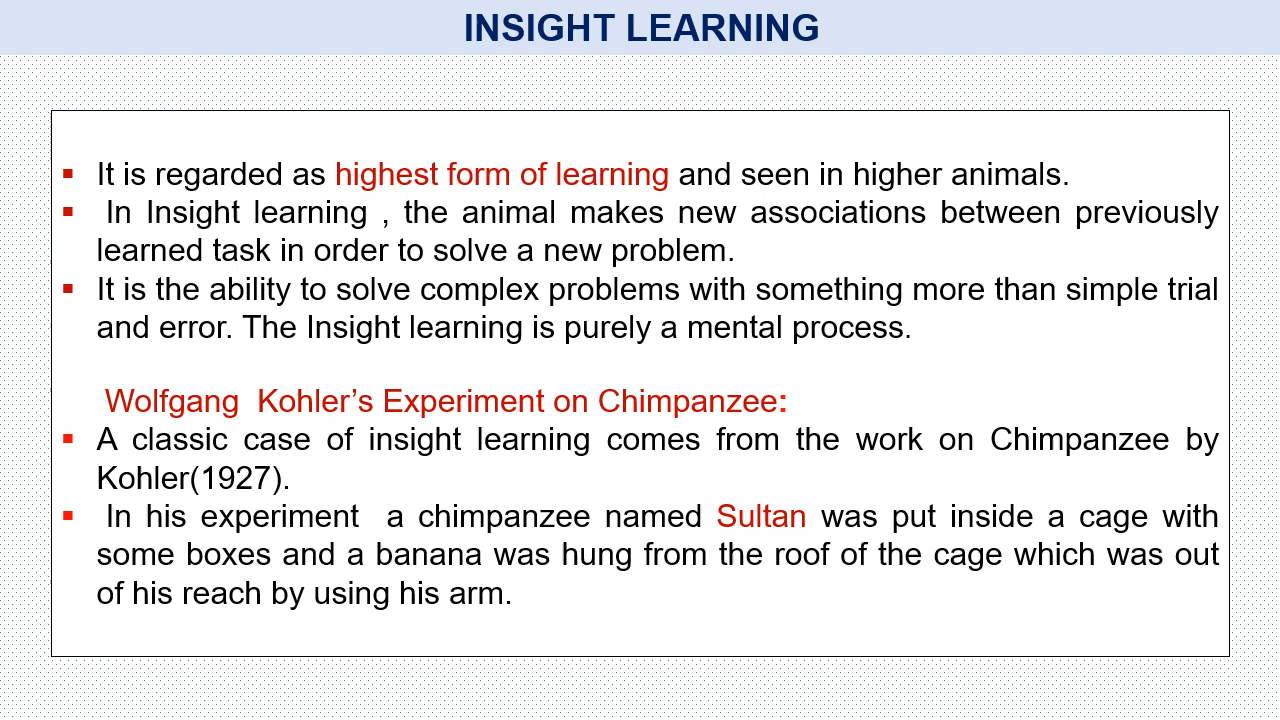 INSIGHT LEARNING
▪ It is regarded as highest form of learning and seen in higher animals.
▪ In Insight learning , the animal makes new associations between previously
learned task in order to solve a new problem.
▪ It is the ability to solve complex problems with something more than simple trial
and error. The Insight learning is purely a mental process.
Wolfgang Kohler’s Experiment on Chimpanzee:
▪ A classic case of insight learning comes from the work on Chimpanzee by
Kohler(1927).
▪ In his experiment a chimpanzee named Sultan was put inside a cage with
some boxes and a banana was hung from the roof of the cage which was out
of his reach by using his arm.